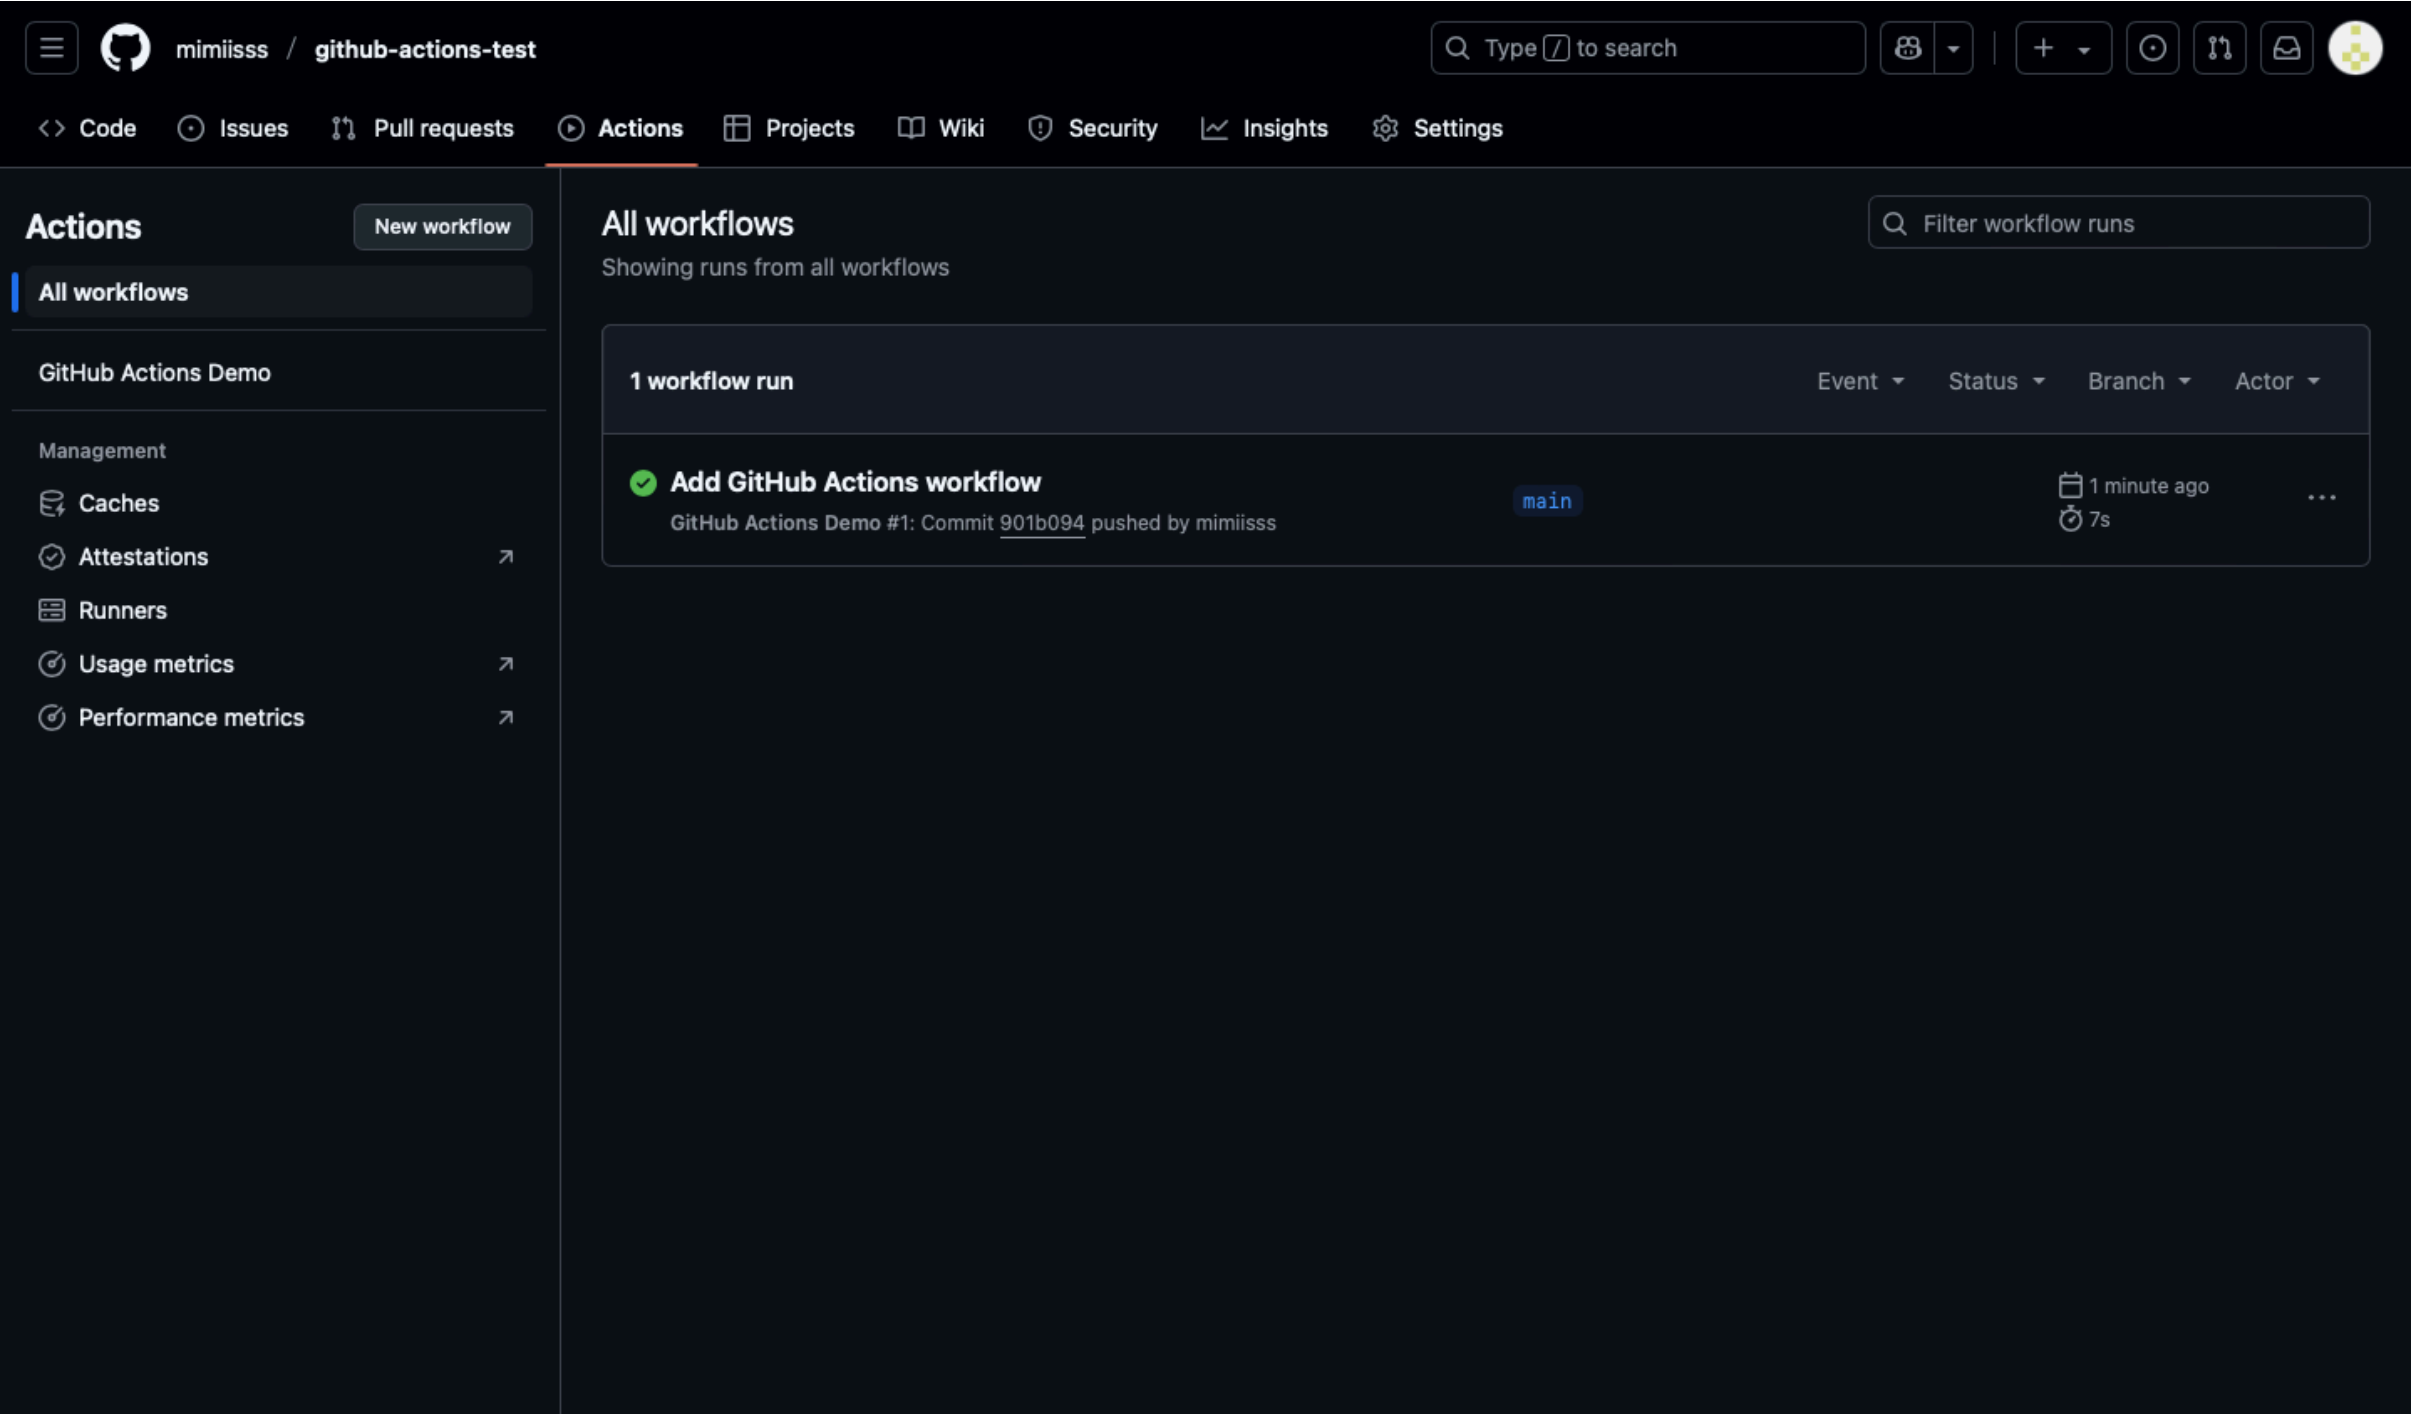 mimiisss / github-actions-test
Type / to search
Code
Issues
Pull requests
Actions
Projects
Wiki
Security
Insights
Settings
Actions
New workflow
All workflows
GitHub Actions Demo
Management
Caches
Attestations
Runners
Usage metrics
Performance metrics
All workflows
Showing runs from all workflows
Filter workflow runs
1 workflow run
Event
Status
Branch
Actor
Add GitHub Actions workflow
GitHub Actions Demo #1: Commit 901b094 pushed by mimiisss
main
1 minute ago
7s